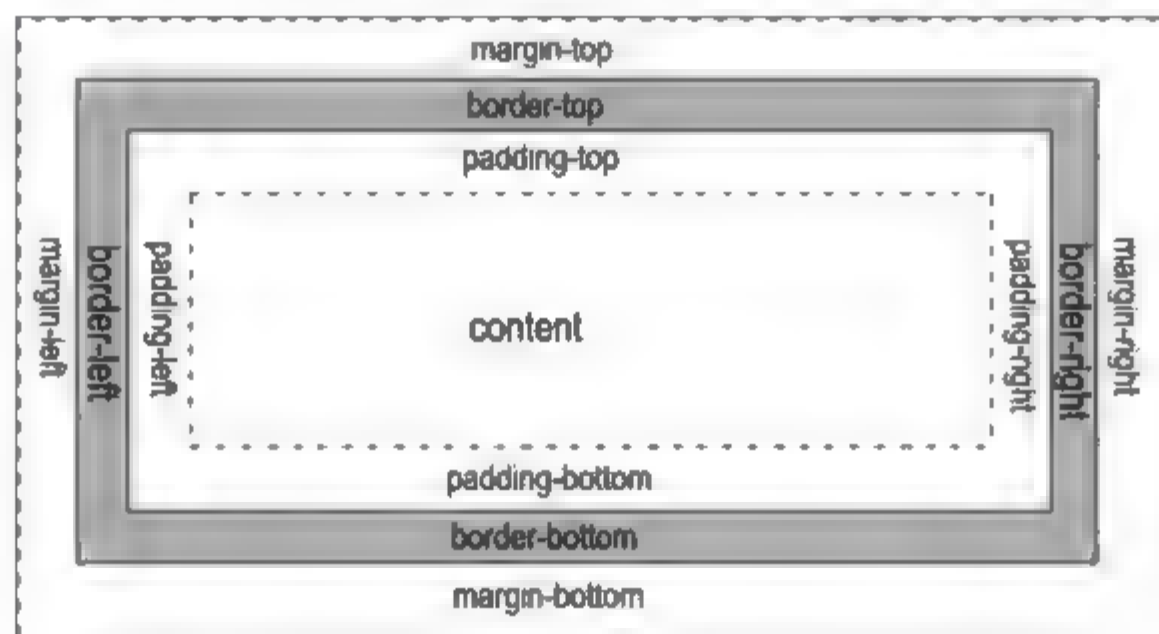 margin-top
border-top
padding-top
margin-left
border-left
padding-left
content
padding-right
border-right
margin-right
padding-bottom
border-bottom
margin-bottom